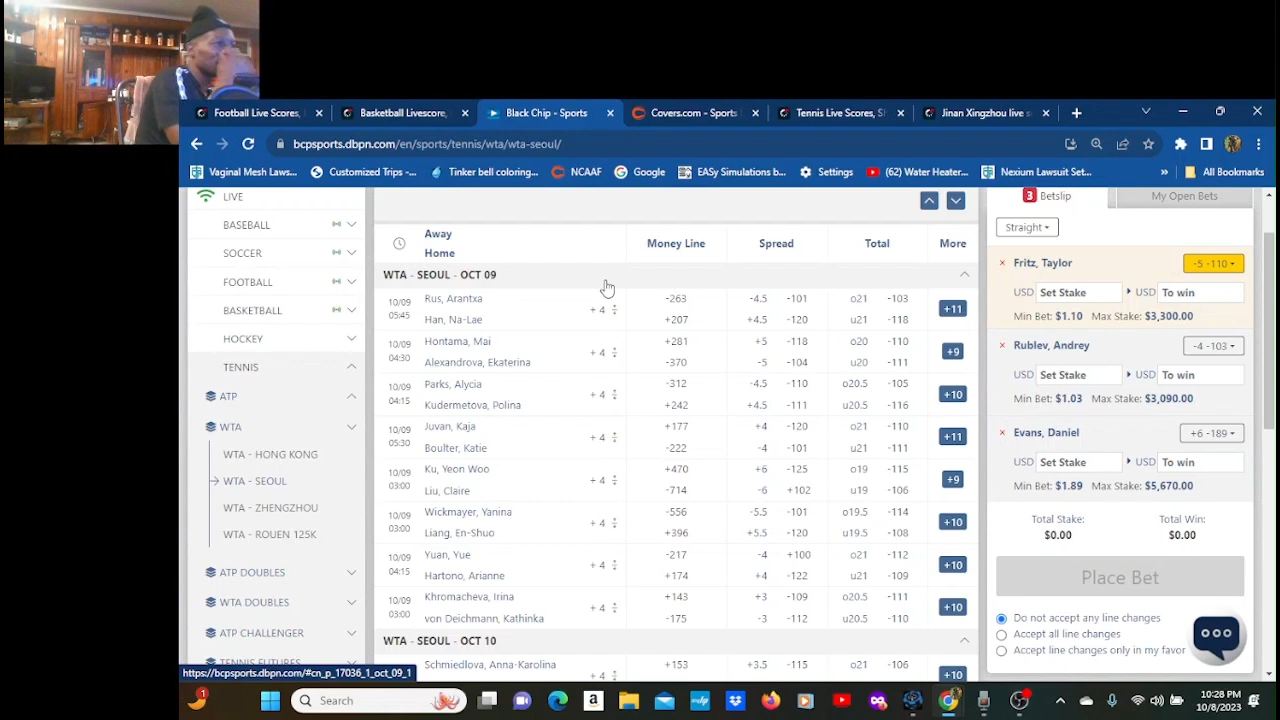 Football Live Scores,
Basketball Livescore,
Black Chip - Sports
Covers.com - Sports
Tennis Live Scores, S
Jinan Xingzhou live s
bcpsports.dbpn.com/en/sports/tennis/wta/wta-seoul/
Vaginal Mesh Laws...
Customized Trips -...
Tinker bell coloring...
NCAAF
Google
EASy Simulations b...
Settings
(62) Water Heater...
Nexium Lawsuit Set...
»
All Bookmarks
LIVE
BASEBALL
SOCCER
FOOTBALL
BASKETBALL
HOCKEY
TENNIS
ATP
WTA
WTA - HONG KONG
WTA - SEOUL
WTA - ZHENGZHOU
WTA - ROUEN 125K
ATP DOUBLES
WTA DOUBLES
ATP CHALLENGER
TENNIS FUTURES
Away
Home
Money Line Spread Total More
WTA - SEOUL - OCT 09
10/09 05:45 + 4 +11
Rus, Arantxa -263 -4.5 -101 o21 -103
Han, Na-Lae +207 +4.5 -120 u21 -118
10/09 04:30 + 4 +9
Hontama, Mai +281 +5 -118 o20 -110
Alexandrova, Ekaterina -370 -5 -104 u20 -111
10/09 04:15 + 4 +10
Parks, Alycia -312 -4.5 -110 o20.5 -105
Kudermetova, Polina +242 +4.5 -111 u20.5 -116
10/09 05:30 + 4 +11
Juvan, Kaja +177 +4 -120 o21 -110
Boulter, Katie -222 -4 -101 u21 -111
10/09 03:00 + 4 +9
Ku, Yeon Woo +470 +6 -125 o19 -115
Liu, Claire -714 -6 +102 u19 -106
10/09 03:00 + 4 +10
Wickmayer, Yanina -556 -5.5 -101 o19.5 -114
Liang, En-Shuo +396 +5.5 -120 u19.5 -108
10/09 04:15 + 4 +10
Yuan, Yue -217 -4 +100 o21 -112
Hartono, Arianne +174 +4 -122 u21 -109
10/09 03:00 + 4 +10
Khromacheva, Irina +143 +3 -109 o20.5 -111
von Deichmann, Kathinka -175 -3 -112 u20.5 -110
WTA - SEOUL - OCT 10
Schmiedlova, Anna-Karolina +153 +3.5 -115 o21 -106
+ 4 +10
3 Betslip
My Open Bets
Straight
Fritz, Taylor -5 -110
USD Set Stake USD To win
Min Bet: $1.10 Max Stake: $3,300.00
Rublev, Andrey -4 -103
USD Set Stake USD To win
Min Bet: $1.03 Max Stake: $3,090.00
Evans, Daniel +6 -189
USD Set Stake USD To win
Min Bet: $1.89 Max Stake: $5,670.00
Total Stake: Total Win:
$0.00 $0.00
Place Bet
Do not accept any line changes
Accept all line changes
Accept line changes only in my favor
https://bcpsports.dbpn.com/#cn_p_17036_1_oct_09_1
1
Search
10:28 PM
10/8/2023